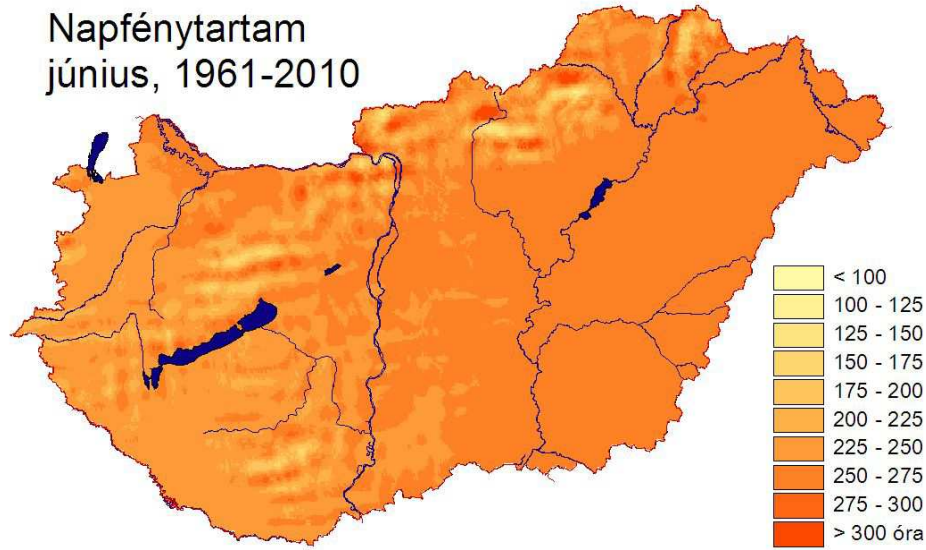 Napfénytartam
június, 1961-2010
< 100
100 - 125
125 - 150
150 - 175
175 - 200
200 - 225
225 - 250
250 - 275
275 - 300
> 300 óra